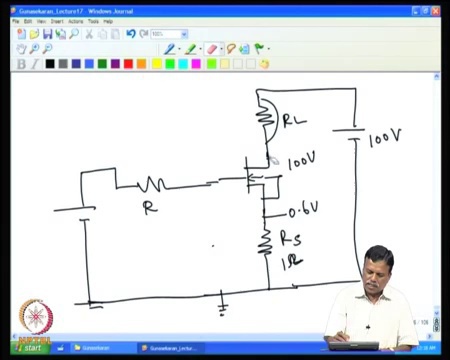 Gunasekaran_Lecture17 - Windows Journal
File Edit View Insert Actions Tools Help
100%
B I
RL
100V
100V
R
0.6V
RS
1Ω
start
Gunasekaran
Gunasekaran_Lectur...